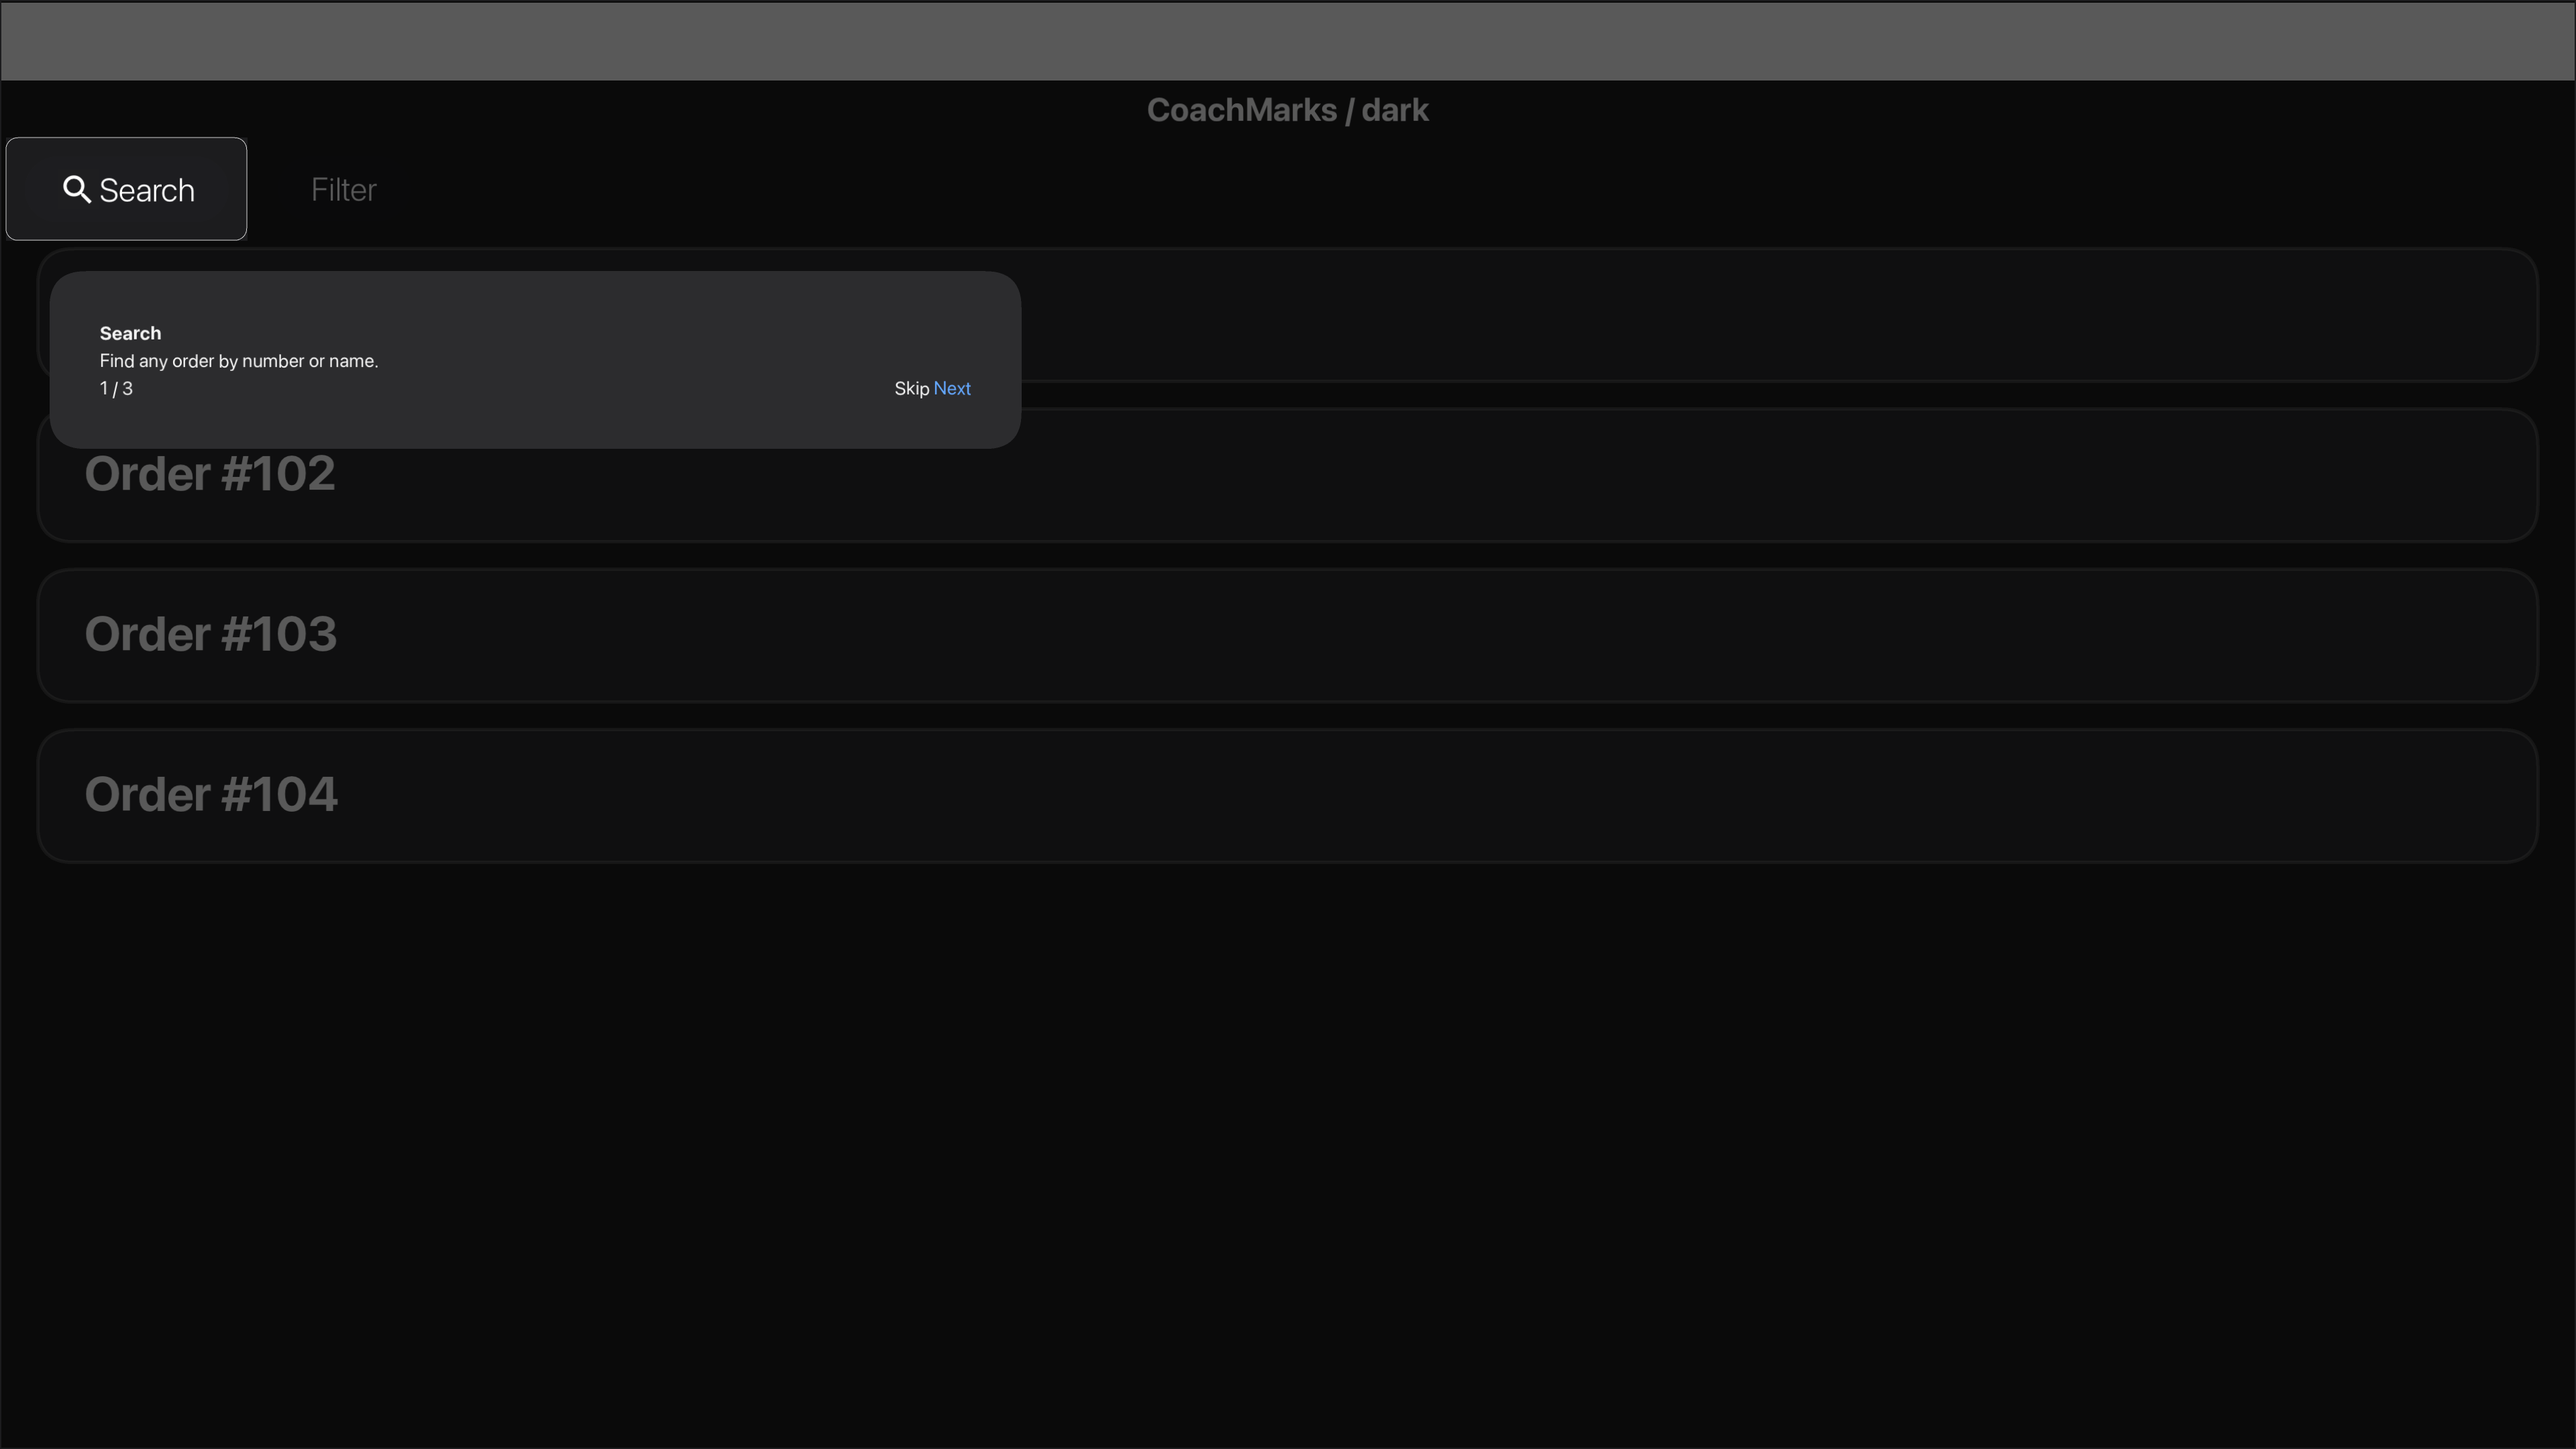 CoachMarks / dark
Search
Filter
Search
Find any order by number or name.
1 / 3
Skip Next
Order #102
Order #103
Order #104